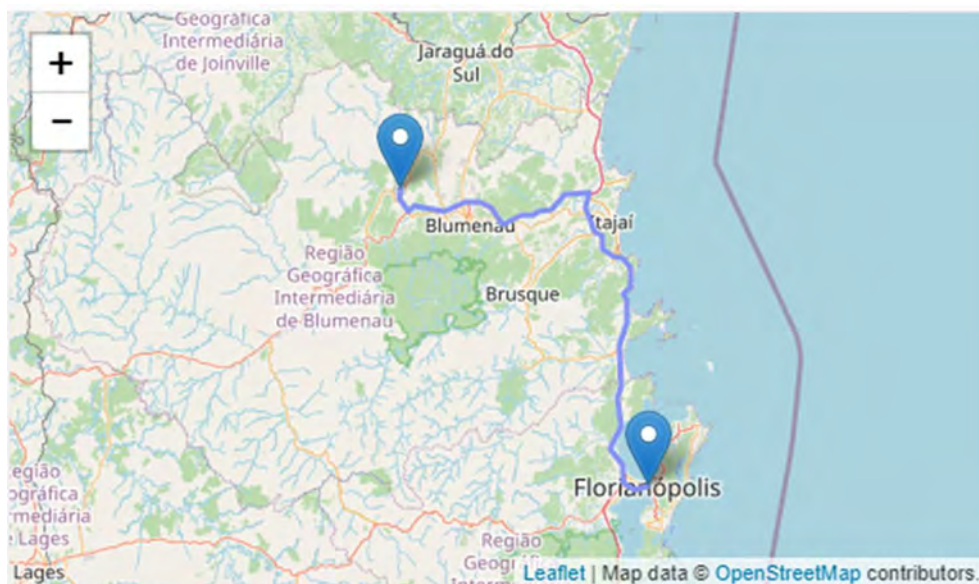 Geográfica
Intermediária
de Joinville
Jaraguá do
Sul
+
−
Blumenau
Itajaí
Região
Geográfica
Intermediária
de Blumenau
Brusque
Florianópolis
egião
ográfica
rmediária
e Lages
Região
Geográ
Lages
Leaflet | Map data © OpenStreetMap contributors